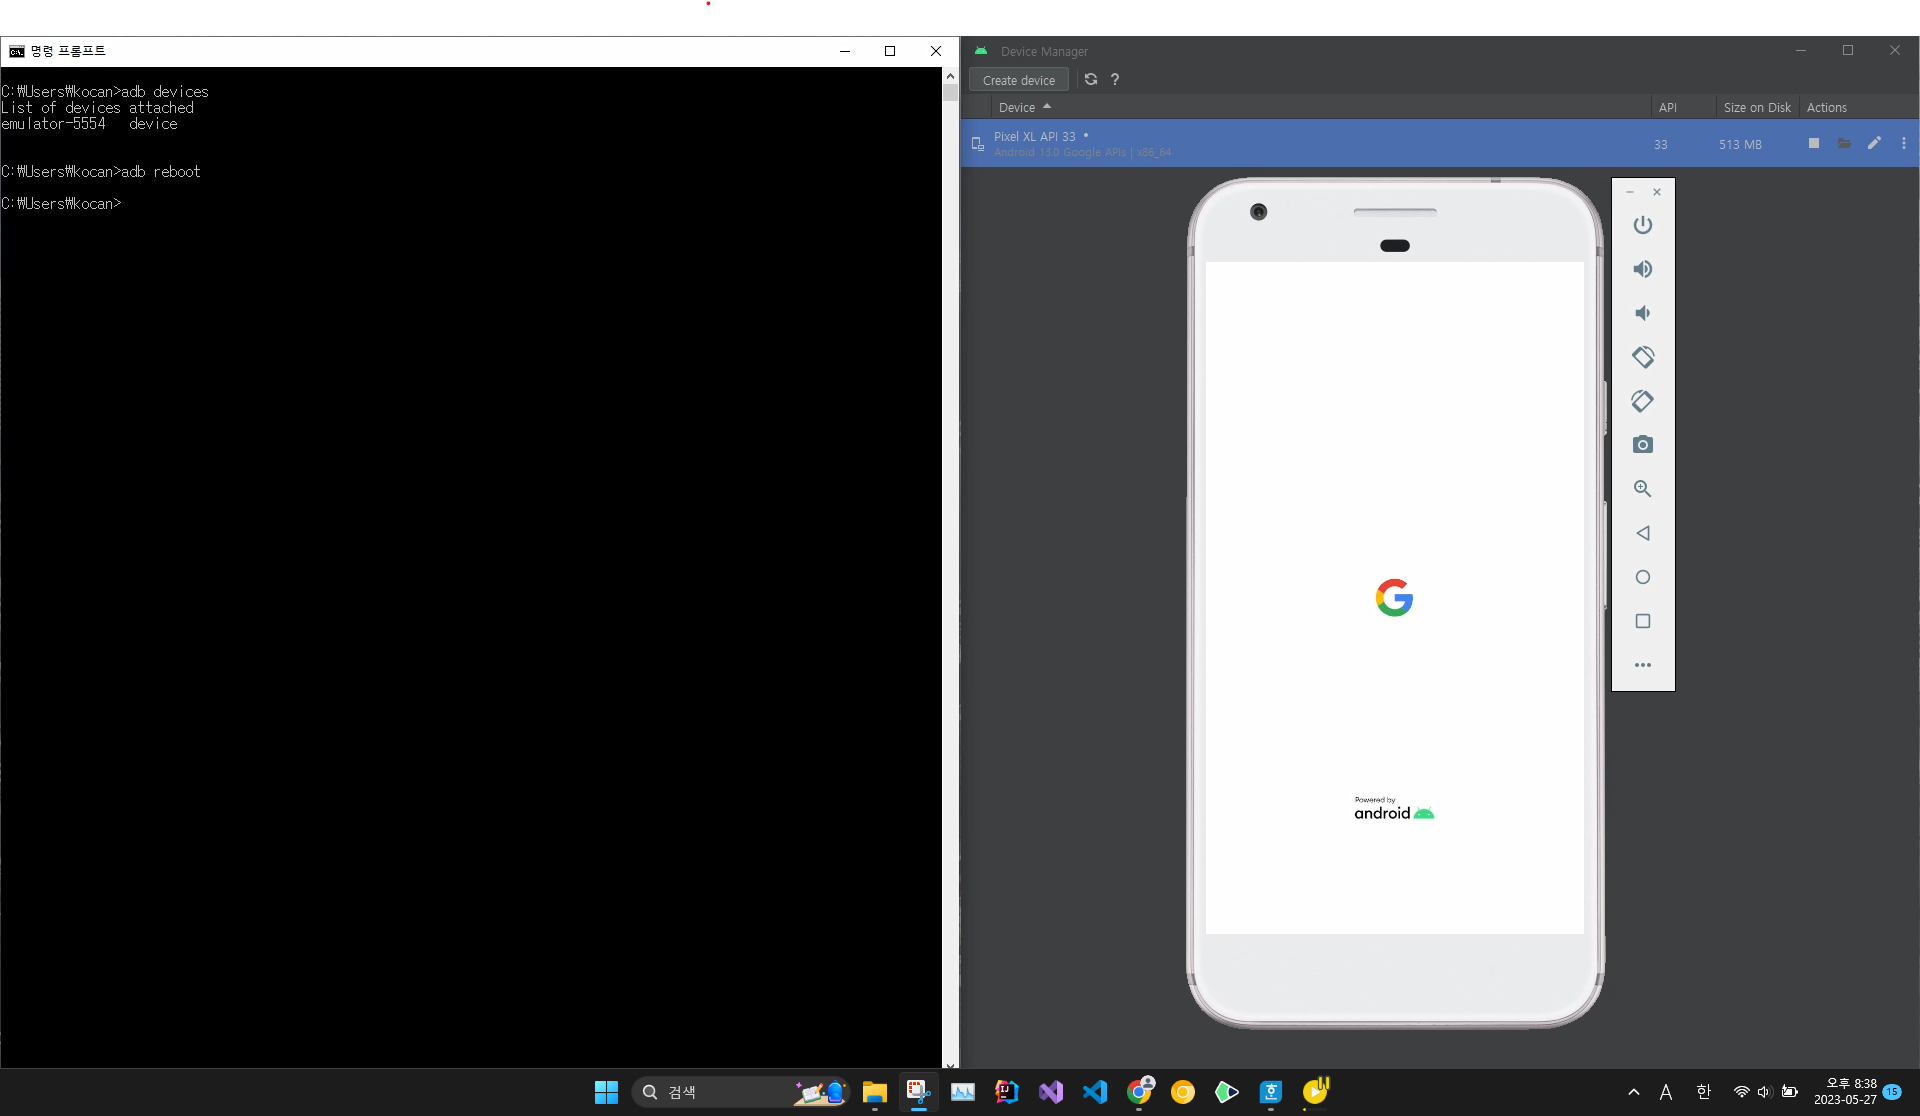 명령 프롬프트
C:\Users\kocan>adb devices
List of devices attached
emulator-5554 device
C:\Users\kocan>adb reboot
C:\Users\kocan>
Device Manager
Create device
?
Device API Size on Disk Actions
Pixel XL API 33
Android 13.0 Google APIs | x86_64
33 513 MB
Powered by
android
검색
A 한
오후 8:38
2023-05-27
15